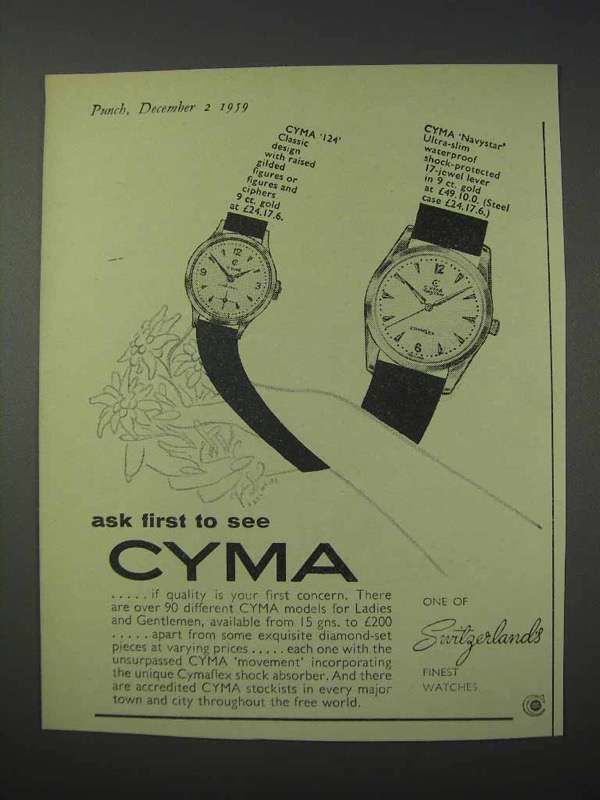 Punch, December 2 1959
CYMA '124'
Classic
design
with raised
gilded
figures or
figures and
ciphers
9 ct. gold
at £24.17.6.
CYMA 'Navystar'
Ultra-slim
waterproof
shock-protected
17-jewel lever
in 9 ct. gold
at £49.10.0. (Steel
case £24.17.6.)
ask first to see
CYMA
..... if quality is your first concern. There
are over 90 different CYMA models for Ladies
and Gentlemen, available from 15 gns. to £200
..... apart from some exquisite diamond-set
pieces at varying prices ..... each one with the
unsurpassed CYMA 'movement' incorporating
the unique Cymaflex shock absorber. And there
are accredited CYMA stockists in every major
town and city throughout the free world.
ONE OF
Switzerland's
FINEST
WATCHES